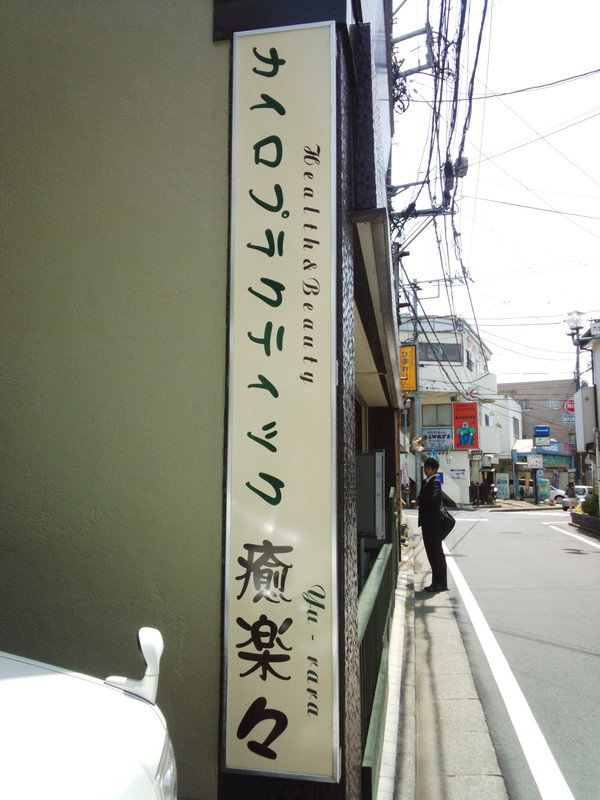 カイロプラクティック
Health & Beauty
癒楽々
Yu-rara